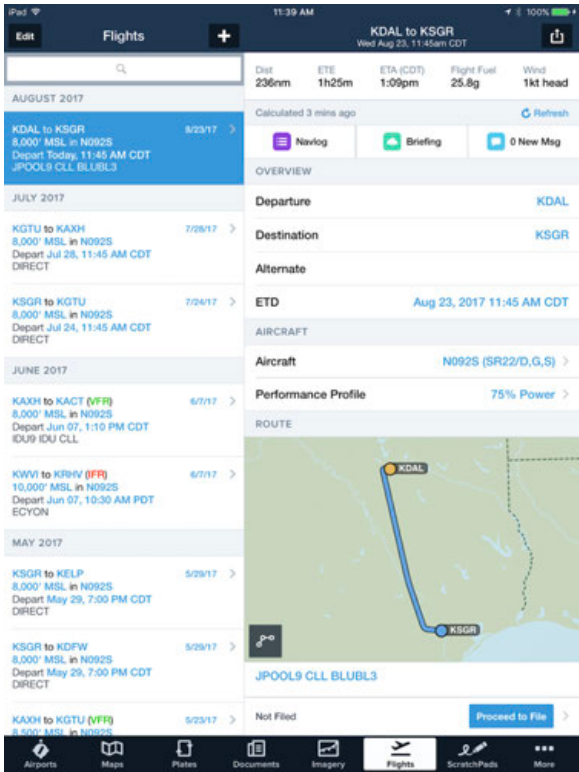 iPad
11:39 AM
100%
Edit
Flights
+
KDAL to KSGR
Wed Aug 23, 11:45am CDT
AUGUST 2017
KDAL to KSGR 8/23/17
8,000' MSL in N092S
Depart Today, 11:45 AM CDT
JPOOL9 CLL BLUBL3
JULY 2017
KGTU to KAXH 7/28/17
8,000' MSL in N092S
Depart Jul 28, 11:45 AM CDT
DIRECT
KSGR to KGTU 7/24/17
8,000' MSL in N092S
Depart Jul 24, 11:45 AM CDT
DIRECT
JUNE 2017
KAXH to KACT (VFR) 6/7/17
8,000' MSL in N092S
Depart Jun 07, 1:10 PM CDT
IDU9 IDU CLL
KWVI to KRHV (IFR) 6/7/17
10,000' MSL in N092S
Depart Jun 07, 10:30 AM PDT
ECYON
MAY 2017
KSGR to KELP 5/29/17
8,000' MSL in N092S
Depart May 29, 7:00 PM CDT
DIRECT
KSGR to KDFW 5/29/17
8,000' MSL in N092S
Depart May 29, 7:00 PM CDT
DIRECT
KAXH to KGTU (VFR) 5/23/17
8,500' MSL in N092S
Dist ETE ETA (CDT) Flight Fuel Wind
236nm 1h25m 1:09pm 25.8g 1kt head
Calculated 3 mins ago Refresh
Navlog Briefing 0 New Msg
OVERVIEW
Departure KDAL
Destination KSGR
Alternate
ETD Aug 23, 2017 11:45 AM CDT
AIRCRAFT
Aircraft N092S (SR22/D,G,S)
Performance Profile 75% Power
ROUTE
KDAL
KSGR
JPOOL9 CLL BLUBL3
Not Filed Proceed to File
Airports Maps Plates Documents Imagery Flights ScratchPads More